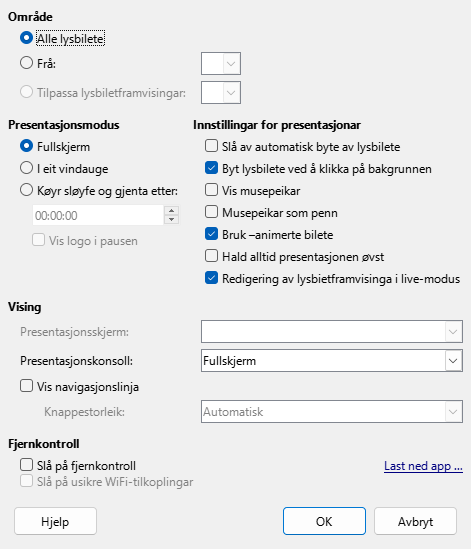 Område
Alle lysbilete
Frå:
Tilpassa lysbiletframvisingar:
Presentasjonsmodus
Fullskjerm
I eit vindauge
Køyr sløyfe og gjenta etter:
00:00:00
Vis logo i pausen
Innstillingar for presentasjonar
Slå av automatisk byte av lysbilete
Byt lysbilete ved å klikka på bakgrunnen
Vis musepeikar
Musepeikar som penn
Bruk –animerte bilete
Hald alltid presentasjonen øvst
Redigering av lysbietframvisinga i live-modus
Vising
Presentasjonsskjerm:
Presentasjonskonsoll:
Fullskjerm
Vis navigasjonslinja
Knappestorleik:
Automatisk
Fjernkontroll
Slå på fjernkontroll
Last ned app ...
Slå på usikre WiFi-tilkoplingar
Hjelp
OK
Avbryt